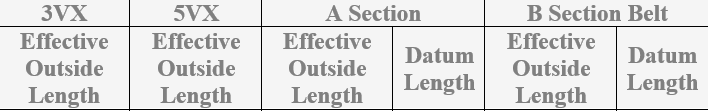 3VX 5VX A Section B Section Belt
Effective Effective Effective Effective
Outside Outside Outside Datum Outside Datum
Length Length Length Length Length Length